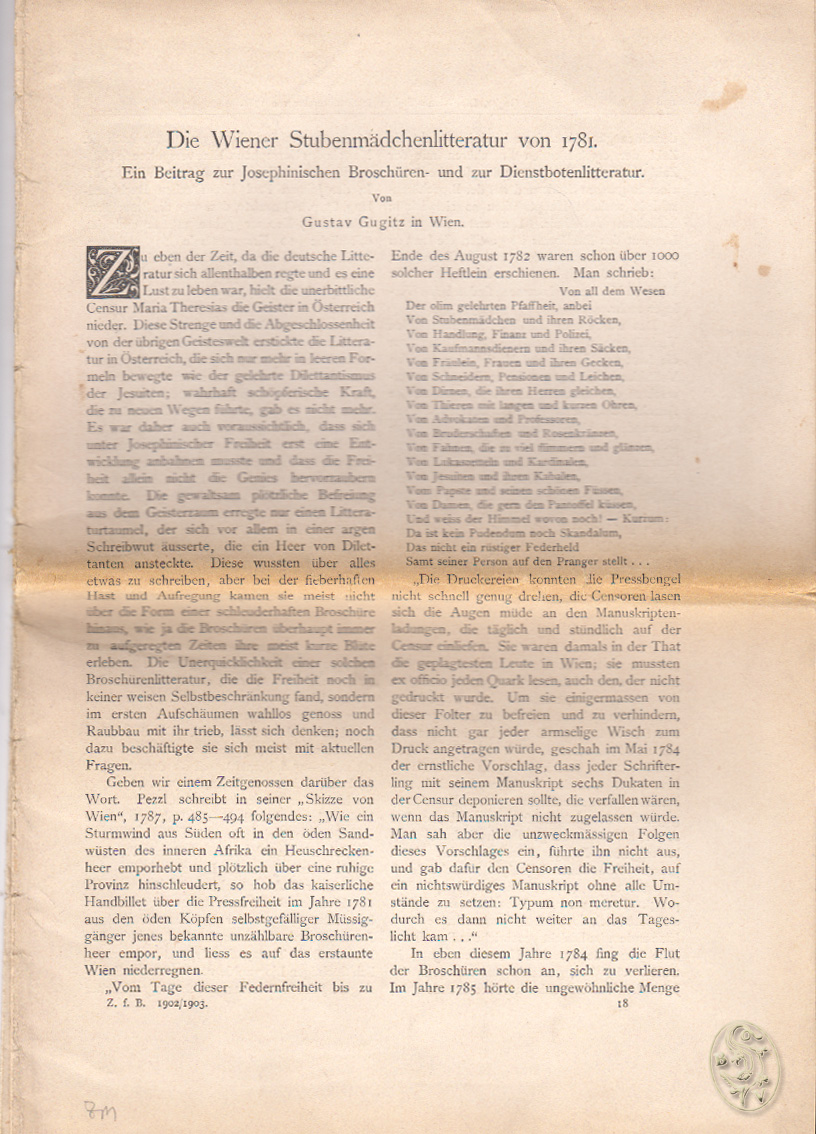 Die Wiener Stubenmädchenlitteratur von 1781.
Ein Beitrag zur Josephinischen Broschüren- und zur Dienstbotenlitteratur.
Von
Gustav Gugitz in Wien.
Zu eben der Zeit, da die deutsche Litte-
ratur sich allenthalben regte und es eine
Lust zu leben war, hielt die unerbittliche
Censur Maria Theresias die Geister in Österreich
nieder. Diese Strenge und die Abgeschlossenheit
von der übrigen Geisteswelt erstickte die Littera-
tur in Österreich, die sich nur mehr in leeren For-
meln bewegte wie der gelehrte Dilettantismus
der Jesuiten; wahrhaft schöpferische Kraft,
die zu neuen Wegen führte, gab es nicht mehr.
Es war daher auch voraussichtlich, dass sich
unter Josephinischer Freiheit erst eine Ent-
wicklung anbahnen musste und dass die Frei-
heit allein nicht die Genies hervorzaubern
konnte. Die gewaltsam plötzliche Befreiung
aus dem Geisterzaum erregte nur einen Littera-
turtaumel, der sich vor allem in einer argen
Schreibwut äusserte, die ein Heer von Dilet-
tanten ansteckte. Diese wussten über alles
etwas zu schreiben, aber bei der fieberhaften
Hast und Aufregung kamen sie meist nicht
über die Form einer schleuderhaften Broschüre
hinaus, wie ja die Broschüren überhaupt immer
zu aufgeregten Zeiten ihre meist kurze Blüte
erleben. Die Unerquicklichkeit einer solchen
Broschürenlitteratur, die die Freiheit noch in
keiner weisen Selbstbeschränkung fand, sondern
im ersten Aufschäumen wahllos genoss und
Raubbau mit ihr trieb, lässt sich denken; noch
dazu beschäftigte sie sich meist mit aktuellen
Fragen.
Geben wir einem Zeitgenossen darüber das
Wort. Pezzl schreibt in seiner „Skizze von
Wien“, 1787, p. 485—494 folgendes: „Wie ein
Sturmwind aus Süden oft in den öden Sand-
wüsten des inneren Afrika ein Heuschrecken-
heer emporhebt und plötzlich über eine ruhige
Provinz hinschleudert, so hob das kaiserliche
Handbillet über die Pressfreiheit im Jahre 1781
aus den öden Köpfen selbstgefälliger Müssig-
gänger jenes bekannte unzählbare Broschüren-
heer empor, und liess es auf das erstaunte
Wien niederregnen.
„Vom Tage dieser Federnfreiheit bis zu
Z. f. B. 1902/1903.
Ende des August 1782 waren schon über 1000
solcher Heftlein erschienen. Man schrieb:
Von all dem Wesen
Der olim gelehrten Pfaffheit, anbei
Von Stubenmädchen und ihren Röcken,
Von Handlung, Finanz und Polizei,
Von Kaufmannsdienern und ihren Säcken,
Von Fräulein, Frauen und ihren Gecken,
Von Schneidern, Pensionen und Leichen,
Von Dirnen, die ihren Herren gleichen,
Von Thieren mit langen und kurzen Ohren,
Von Advokaten und Professoren,
Von Bruderschaften und Rosenkränzen,
Von Fahnen, die zu viel flimmern und glänzen,
Von Lukaszetteln und Kardinälen,
Von Jesuiten und ihren Kabalen,
Vom Papste und seinen schönen Füssen,
Von Damen, die gern den Pantoffel küssen,
Und weiss der Himmel wovon noch! — Kurzum:
Da ist kein Pudendum noch Skandalum,
Das nicht ein rüstiger Federheld
Samt seiner Person auf den Pranger stellt . . .
„Die Druckereien konnten die Pressbengel
nicht schnell genug drehen, die Censoren lasen
sich die Augen müde an den Manuskripten-
ladungen, die täglich und stündlich auf der
Censur einliefen. Sie waren damals in der That
die geplagtesten Leute in Wien; sie mussten
ex officio jeden Quark lesen, auch den, der nicht
gedruckt wurde. Um sie einigermassen von
dieser Folter zu befreien und zu verhindern,
dass nicht gar jeder armselige Wisch zum
Druck angetragen würde, geschah im Mai 1784
der ernstliche Vorschlag, dass jeder Schrifter-
ling mit seinem Manuskript sechs Dukaten in
der Censur deponieren sollte, die verfallen wären,
wenn das Manuskript nicht zugelassen würde.
Man sah aber die unzweckmässigen Folgen
dieses Vorschlages ein, führte ihn nicht aus,
und gab dafür den Censoren die Freiheit, auf
ein nichtswürdiges Manuskript ohne alle Um-
stände zu setzen: Typum non meretur. Wo-
durch es dann nicht weiter an das Tages-
licht kam . . .“
In eben diesem Jahre 1784 fing die Flut
der Broschüren schon an, sich zu verlieren.
Im Jahre 1785 hörte die ungewöhnliche Menge
18